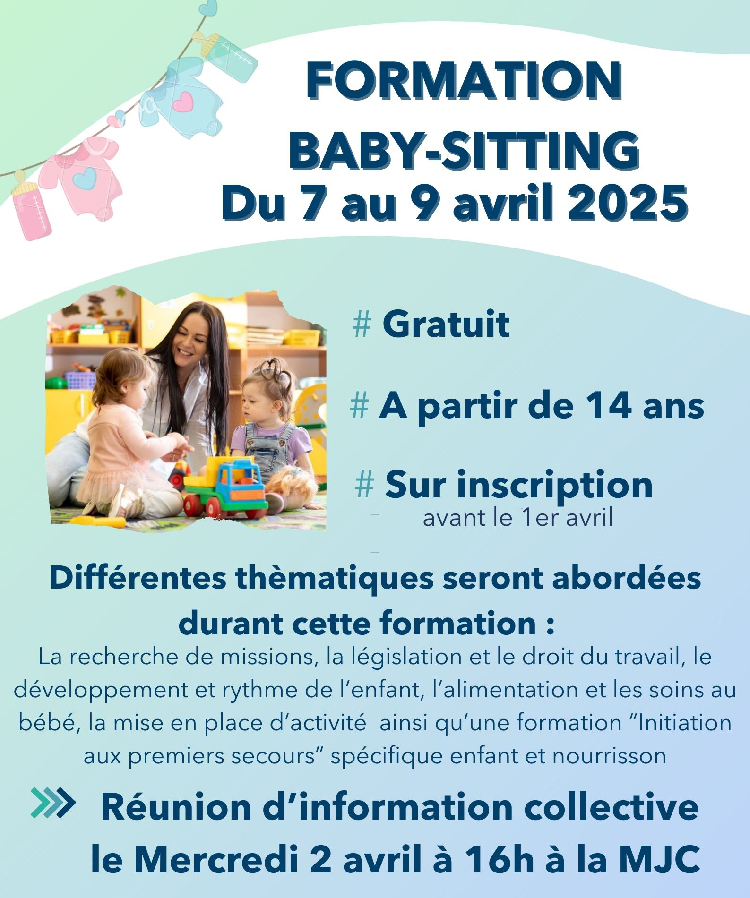 FORMATION
BABY-SITTING
Du 7 au 9 avril 2025
# Gratuit
# A partir de 14 ans
# Sur inscription
avant le 1er avril
Différentes thèmatiques seront abordées
durant cette formation :
La recherche de missions, la législation et le droit du travail, le
développement et rythme de l’enfant, l’alimentation et les soins au
bébé, la mise en place d’activité ainsi qu’une formation “Initiation
aux premiers secours” spécifique enfant et nourrisson
Réunion d’information collective
le Mercredi 2 avril à 16h à la MJC